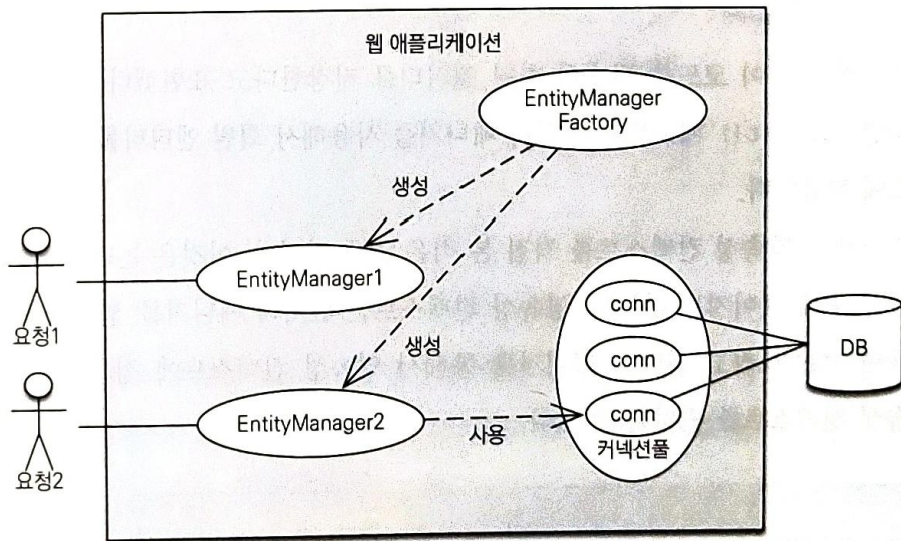 웹 애플리케이션
EntityManager
Factory
생성
EntityManager1
요청1
conn
conn
생성
DB
EntityManager2
사용
conn
커넥션풀
요청2